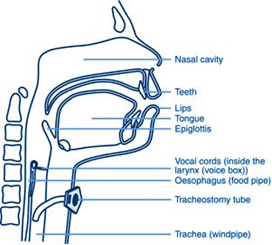 Nasal cavity
Teeth
Lips
Tongue
Epiglottis
Vocal cords (inside the
larynx (voice box))
Oesophagus (food pipe)
Tracheostomy tube
Trachea (windpipe)